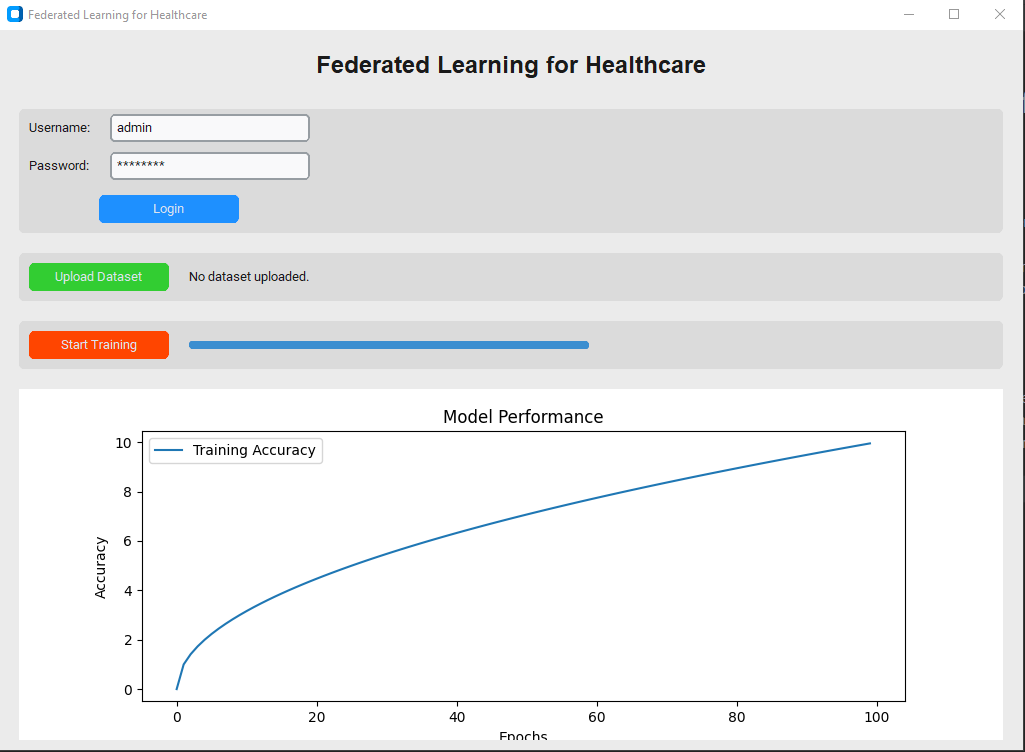 Federated Learning for Healthcare
Federated Learning for Healthcare
Username: admin
Password: ********
Login
Upload Dataset No dataset uploaded.
Start Training
Model Performance
Training Accuracy
10
8
6
4
2
0
Accuracy
0 20 40 60 80 100
Epochs